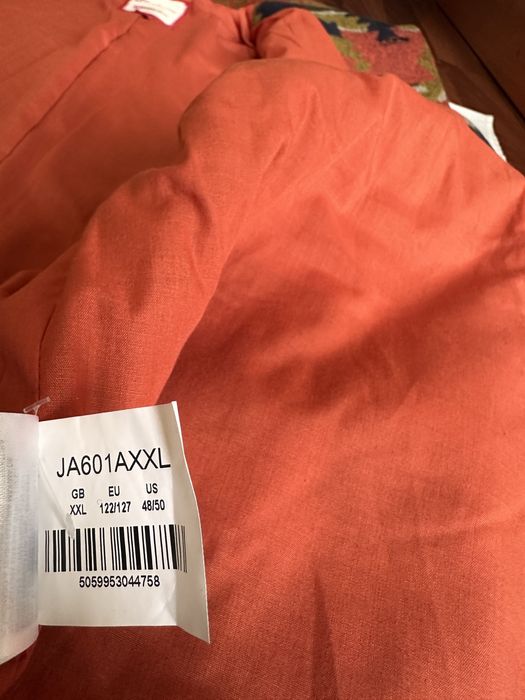 JA601AXXL
GB EU US
XXL 122/127 48/50
5059953044758